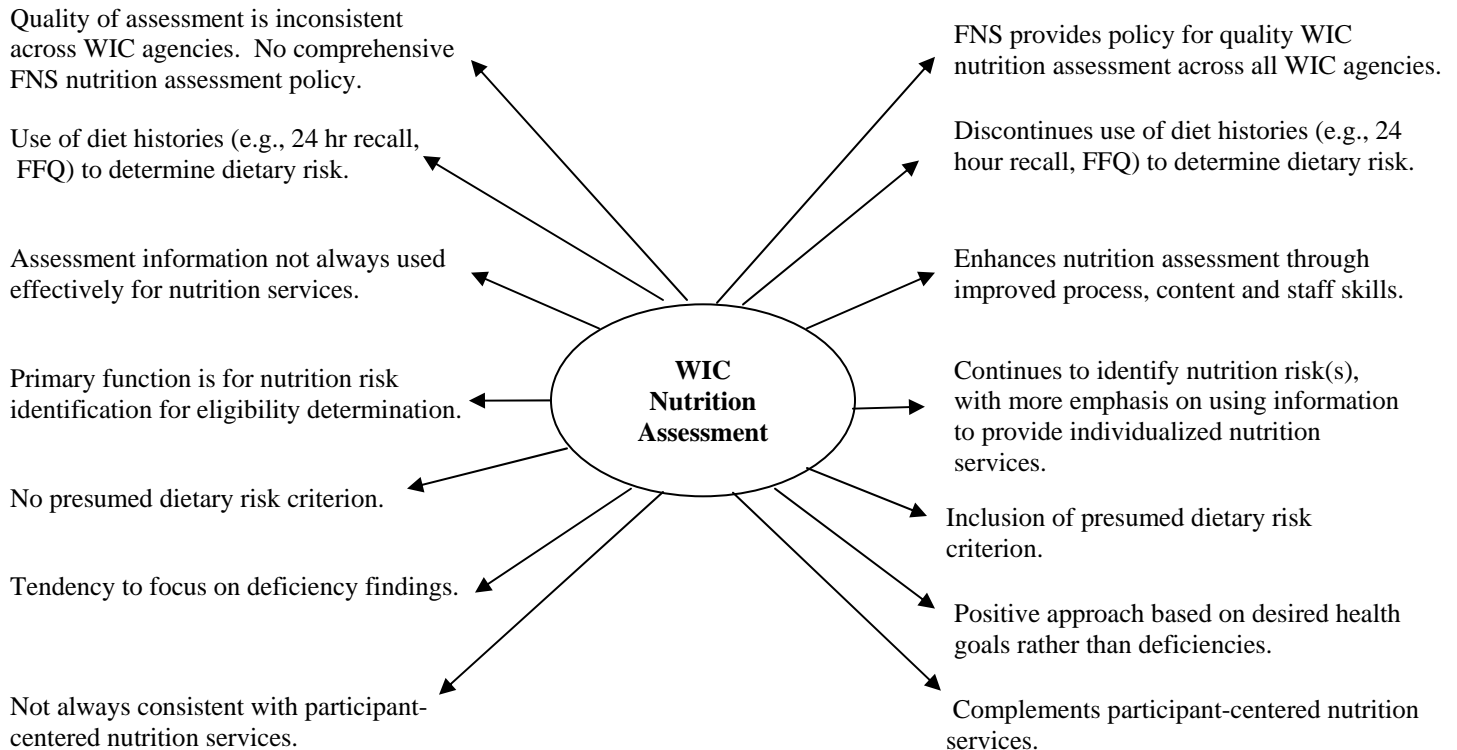 Quality of assessment is inconsistent
across WIC agencies.  No comprehensive
FNS nutrition assessment policy.
Use of diet histories (e.g., 24 hr recall,
FFQ) to determine dietary risk.
Assessment information not always used
effectively for nutrition services.
Primary function is for nutrition risk
identification for eligibility determination.
No presumed dietary risk criterion.
Tendency to focus on deficiency findings.
Not always consistent with participant-
centered nutrition services.
WIC
Nutrition
Assessment
FNS provides policy for quality WIC
nutrition assessment across all WIC agencies.
Discontinues use of diet histories (e.g., 24
hour recall, FFQ) to determine dietary risk.
Enhances nutrition assessment through
improved process, content and staff skills.
Continues to identify nutrition risk(s),
with more emphasis on using information
to provide individualized nutrition
services.
Inclusion of presumed dietary risk
criterion.
Positive approach based on desired health
goals rather than deficiencies.
Complements participant-centered nutrition
services.